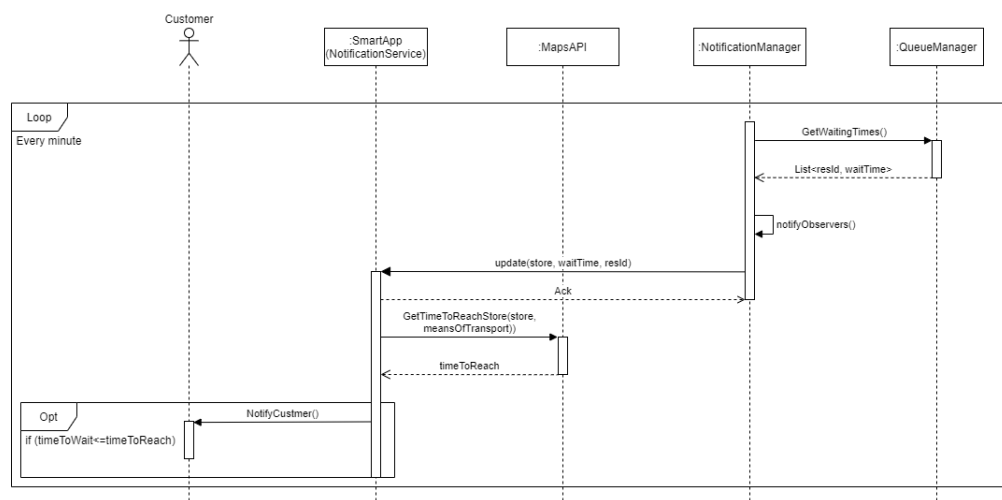 Customer
:SmartApp
(NotificationService)
:MapsAPI
:NotificationManager
:QueueManager
Loop
Every minute
GetWaitingTimes()
List<resId, waitTime>
notifyObservers()
update(store, waitTime, resId)
Ack
GetTimeToReachStore(store,
meansOfTransport))
timeToReach
Opt
NotifyCustmer()
if (timeToWait<=timeToReach)